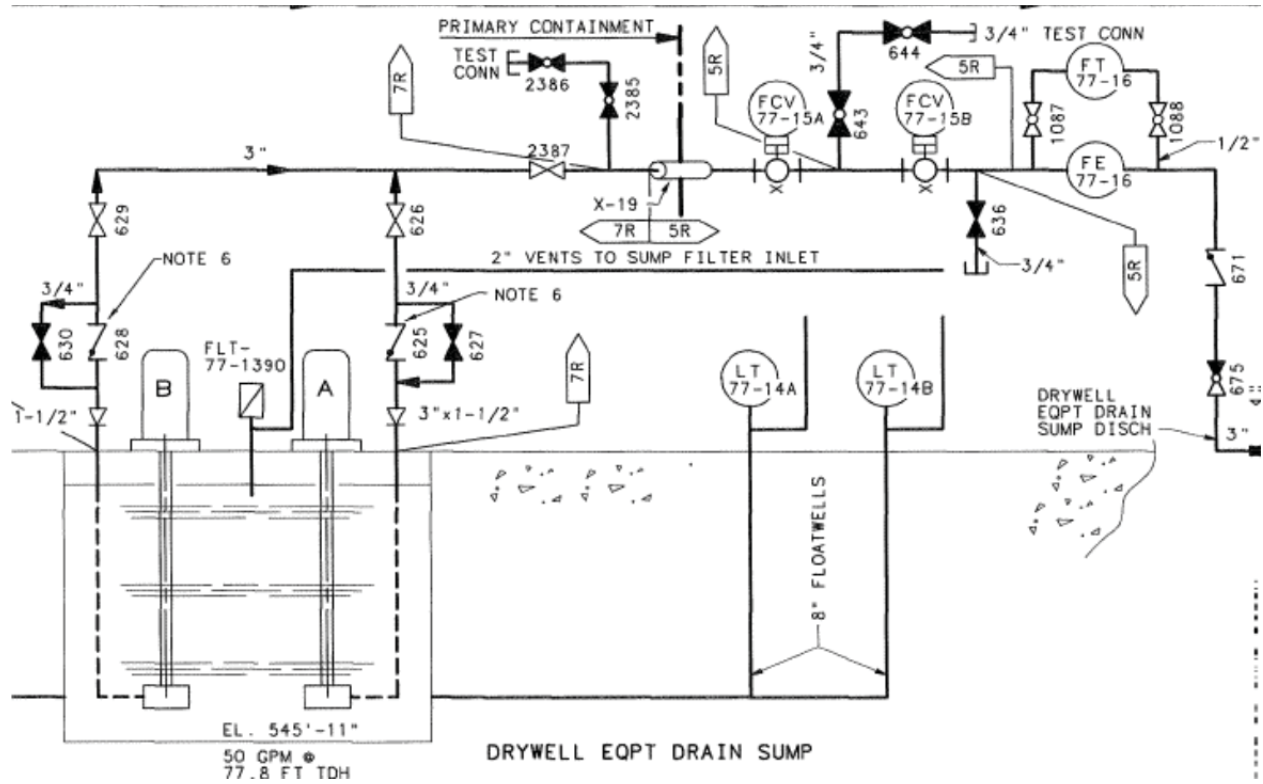 PRIMARY CONTAINMENT
TEST
CONN
2386
2385
7R
5R
3/4"
644
3/4" TEST CONN
5R
FT
77-16
1087
1088
1/2"
FCV
77-15A
643
FCV
77-15B
FE
77-16
3"
2387
X
X
X-19
7R
5R
629
626
636
3/4"
5R
671
NOTE 6
2" VENTS TO SUMP FILTER INLET
NOTE 6
3/4"
3/4"
630
628
625
627
FLT-
77-1390
7R
B
A
LT
77-14A
LT
77-14B
675
1-1/2"
3"x1-1/2"
DRYWELL
EQPT DRAIN
SUMP DISCH
3"
8" FLOATWELLS
EL. 545'-11"
50 GPM @
77.8 FT TDH
DRYWELL EQPT DRAIN SUMP